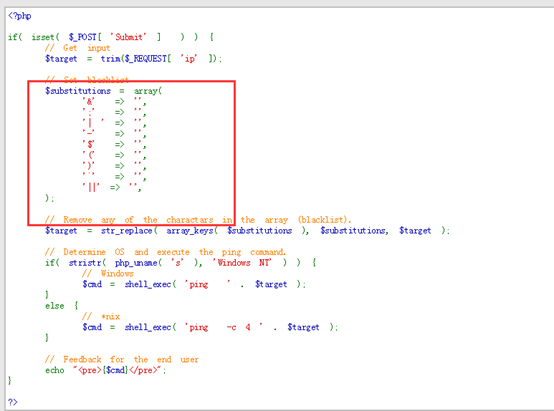 <?php
if( isset( $_POST[ 'Submit' ] ) ) {
// Get input
$target = trim($_REQUEST[ 'ip' ]);
// Set blacklist
$substitutions = array(
'&' => '',
';' => '',
'| ' => '',
'-' => '',
'$' => '',
'(' => '',
')' => '',
'`' => '',
'||' => '',
);
// Remove any of the charactars in the array (blacklist).
$target = str_replace( array_keys( $substitutions ), $substitutions, $target );
// Determine OS and execute the ping command.
if( stristr( php_uname( 's' ), 'Windows NT' ) ) {
// Windows
$cmd = shell_exec( 'ping ' . $target );
}
else {
// *nix
$cmd = shell_exec( 'ping -c 4 ' . $target );
}
// Feedback for the end user
echo "<pre>{$cmd}</pre>";
}
?>